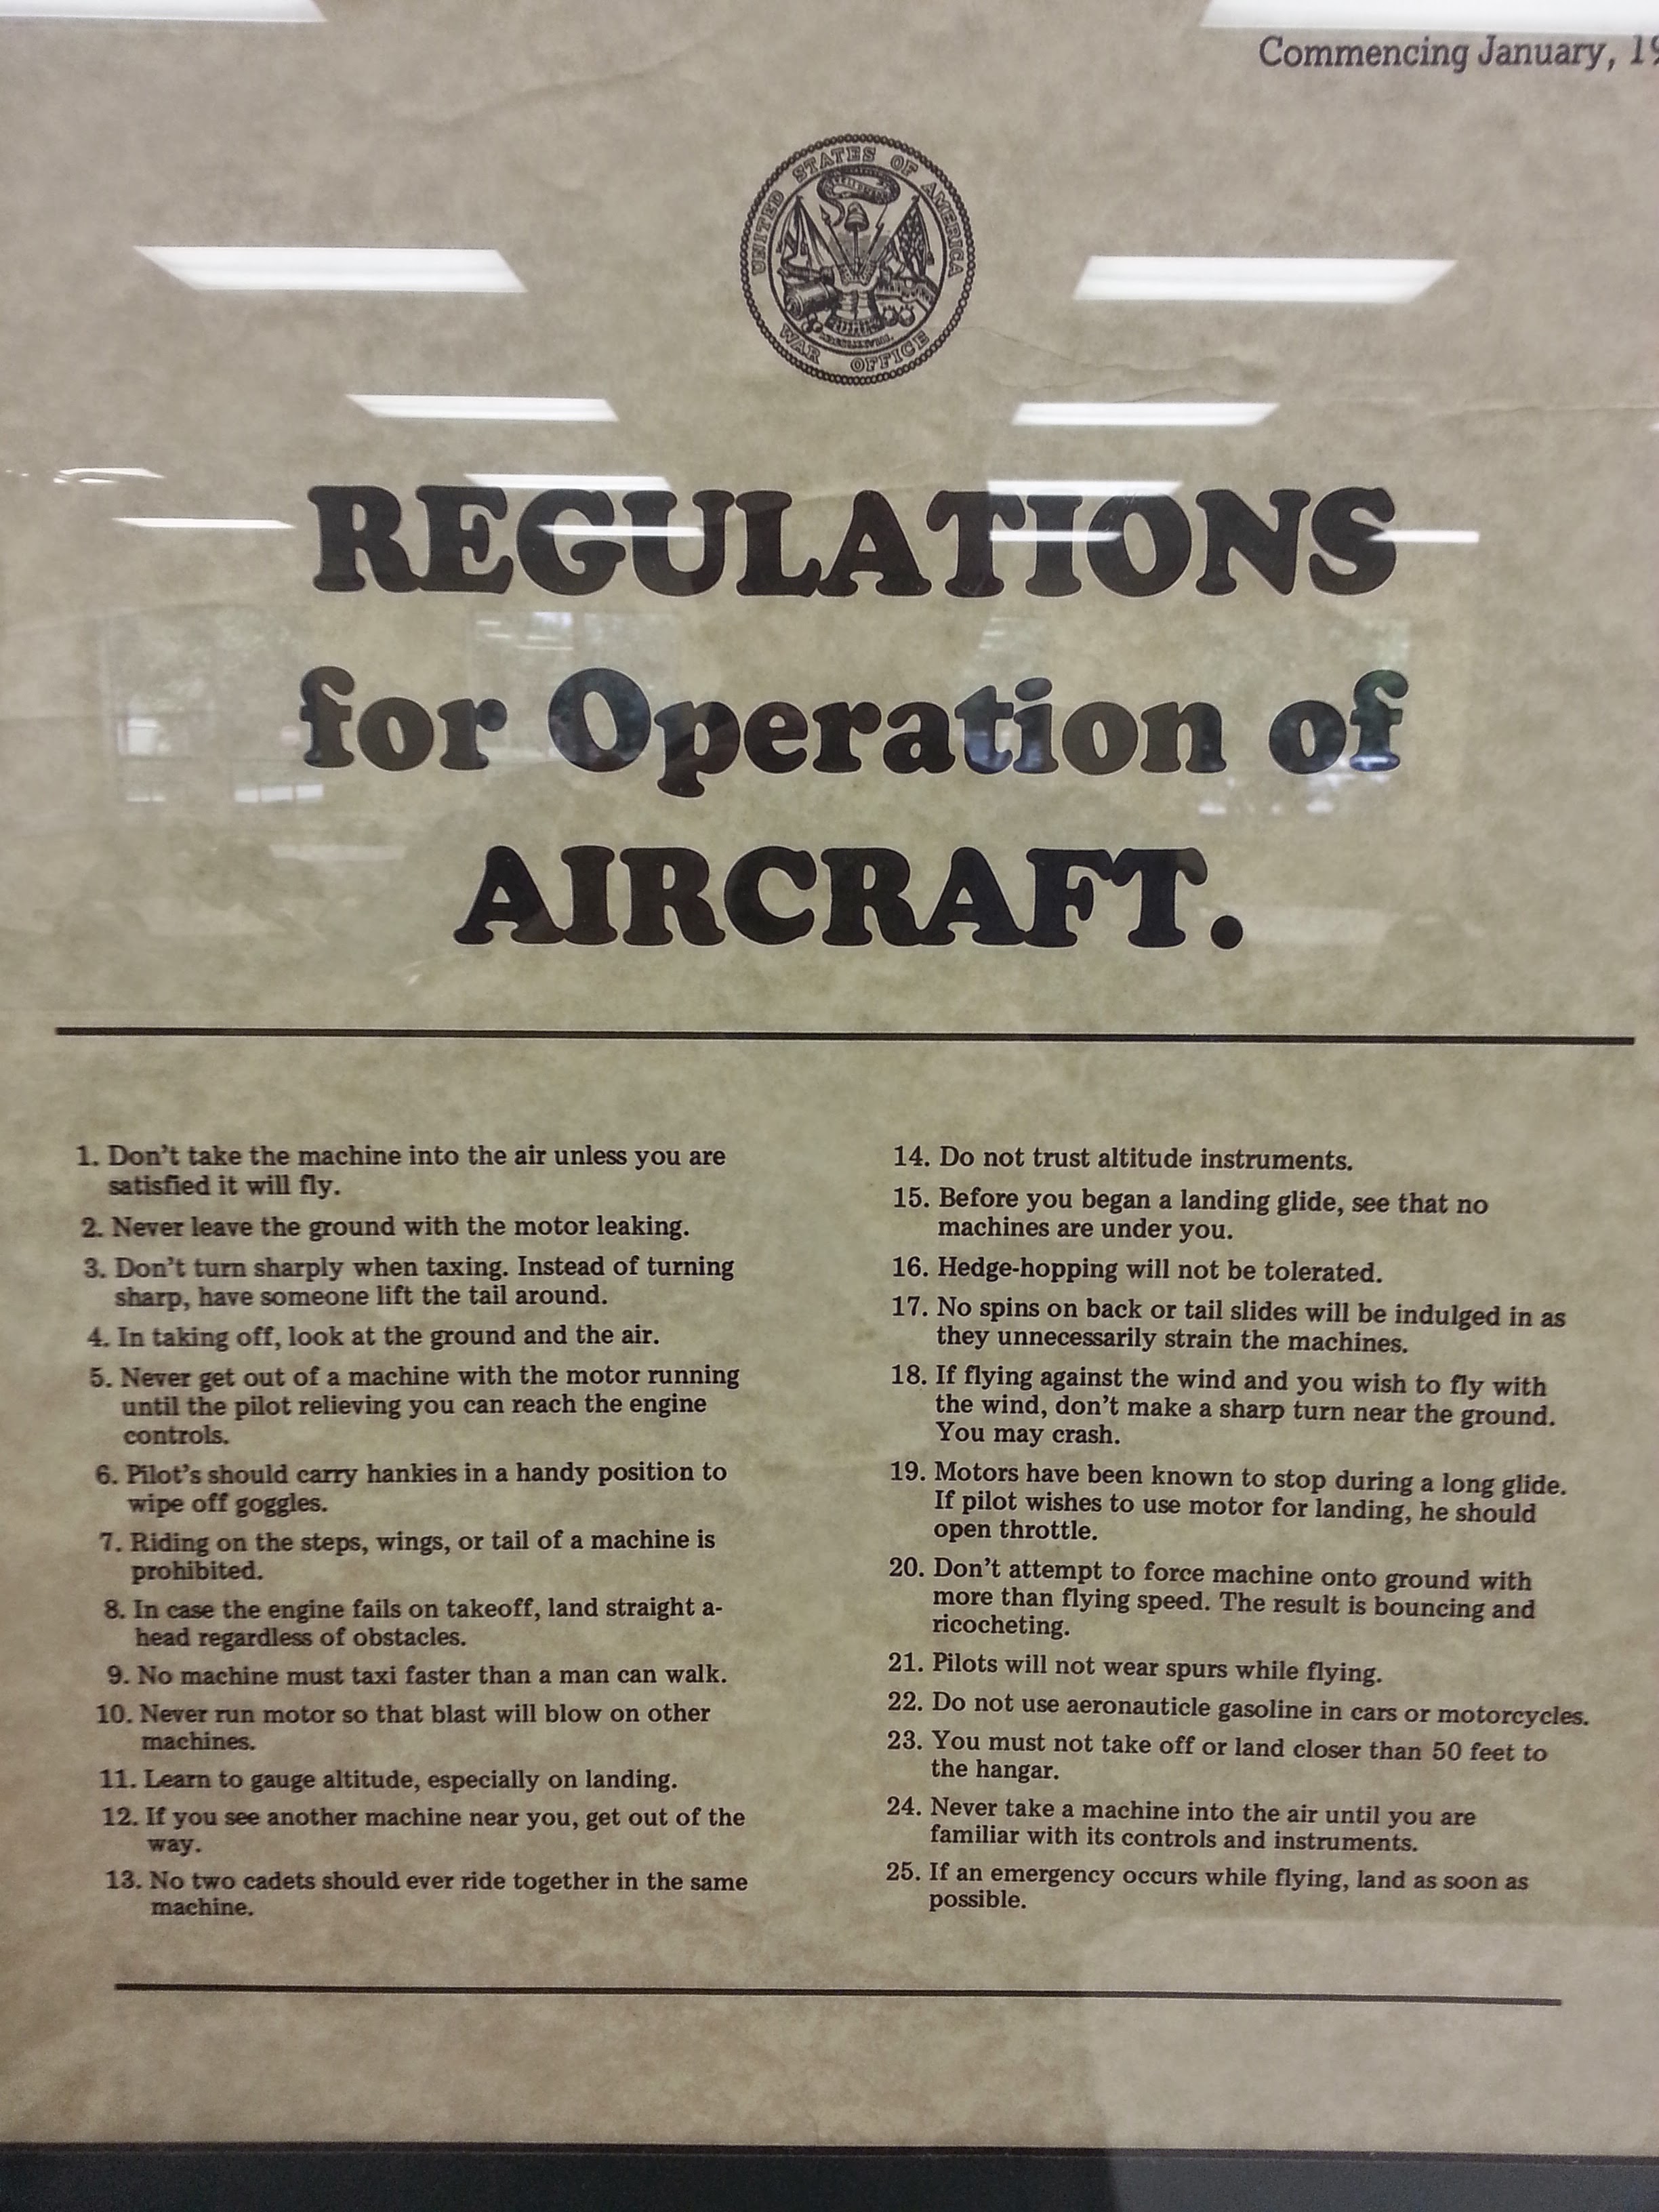 Commencing January, 19
UNITED STATES OF AMERICA
WAR OFFICE
REGULATIONS
for Operation of
AIRCRAFT.
1. Don't take the machine into the air unless you are
satisfied it will fly.
2. Never leave the ground with the motor leaking.
3. Don't turn sharply when taxing. Instead of turning
sharp, have someone lift the tail around.
4. In taking off, look at the ground and the air.
5. Never get out of a machine with the motor running
until the pilot relieving you can reach the engine
controls.
6. Pilot's should carry hankies in a handy position to
wipe off goggles.
7. Riding on the steps, wings, or tail of a machine is
prohibited.
8. In case the engine fails on takeoff, land straight a-
head regardless of obstacles.
9. No machine must taxi faster than a man can walk.
10. Never run motor so that blast will blow on other
machines.
11. Learn to gauge altitude, especially on landing.
12. If you see another machine near you, get out of the
way.
13. No two cadets should ever ride together in the same
machine.
14. Do not trust altitude instruments.
15. Before you began a landing glide, see that no
machines are under you.
16. Hedge-hopping will not be tolerated.
17. No spins on back or tail slides will be indulged in as
they unnecessarily strain the machines.
18. If flying against the wind and you wish to fly with
the wind, don't make a sharp turn near the ground.
You may crash.
19. Motors have been known to stop during a long glide.
If pilot wishes to use motor for landing, he should
open throttle.
20. Don't attempt to force machine onto ground with
more than flying speed. The result is bouncing and
ricocheting.
21. Pilots will not wear spurs while flying.
22. Do not use aeronauticle gasoline in cars or motorcycles.
23. You must not take off or land closer than 50 feet to
the hangar.
24. Never take a machine into the air until you are
familiar with its controls and instruments.
25. If an emergency occurs while flying, land as soon as
possible.